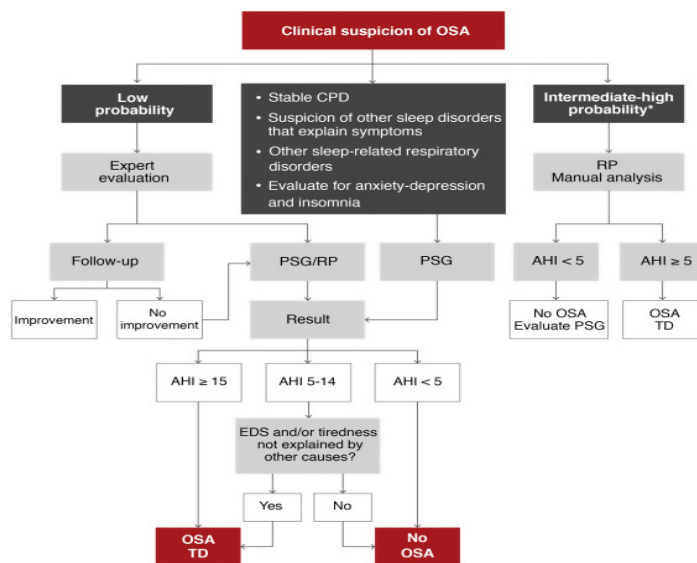 Clinical suspicion of OSA
Low
probability
• Stable CPD
• Suspicion of other sleep disorders
that explain symptoms
• Other sleep-related respiratory
disorders
• Evaluate for anxiety-depression
and insomnia
Intermediate-high
probability*
Expert
evaluation
RP
Manual analysis
Follow-up
PSG/RP
PSG
AHI < 5
AHI ≥ 5
Improvement
No
improvement
Result
No OSA
Evaluate PSG
OSA
TD
AHI ≥ 15
AHI 5-14
AHI < 5
EDS and/or tiredness
not explained by
other causes?
Yes
No
OSA
TD
No
OSA